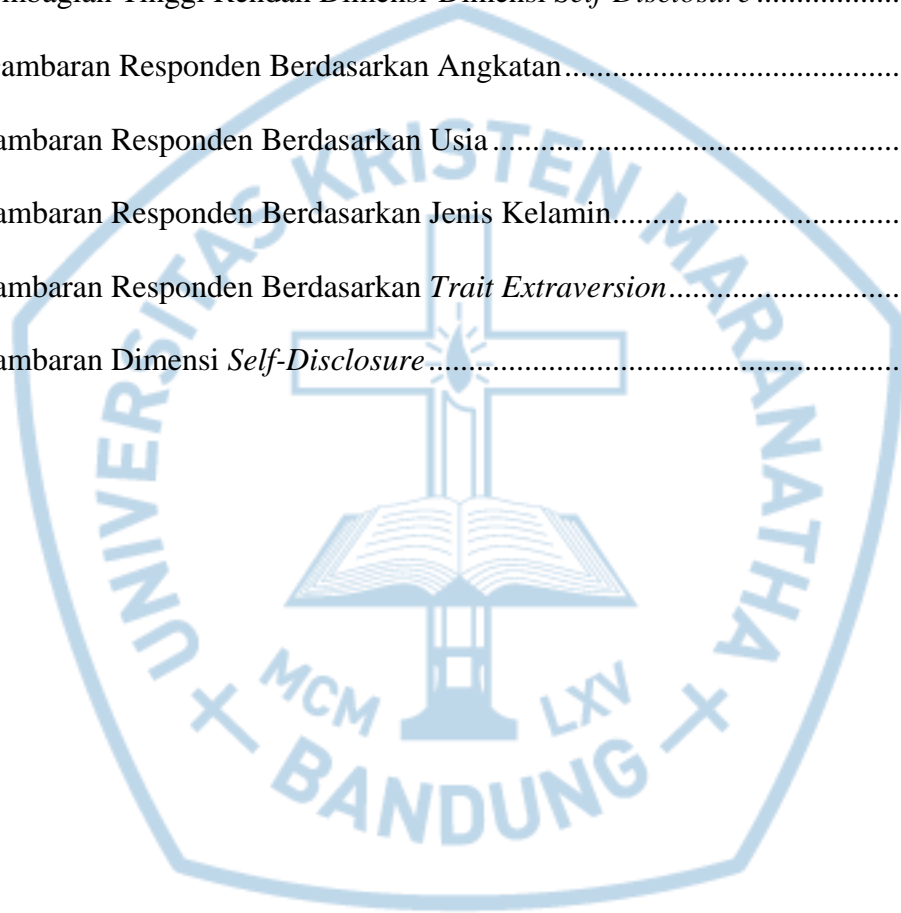 mbagian Tinggi Rendah Dimensi-Dimensi Self-Disclosure
ambaran Responden Berdasarkan Angkatan
ambaran Responden Berdasarkan Usia
ambaran Responden Berdasarkan Jenis Kelamin
ambaran Responden Berdasarkan Trait Extraversion
ambaran Dimensi Self-Disclosure
UNIVERSITAS KRISTEN MARANATHA
MCM LXV
BANDUNG